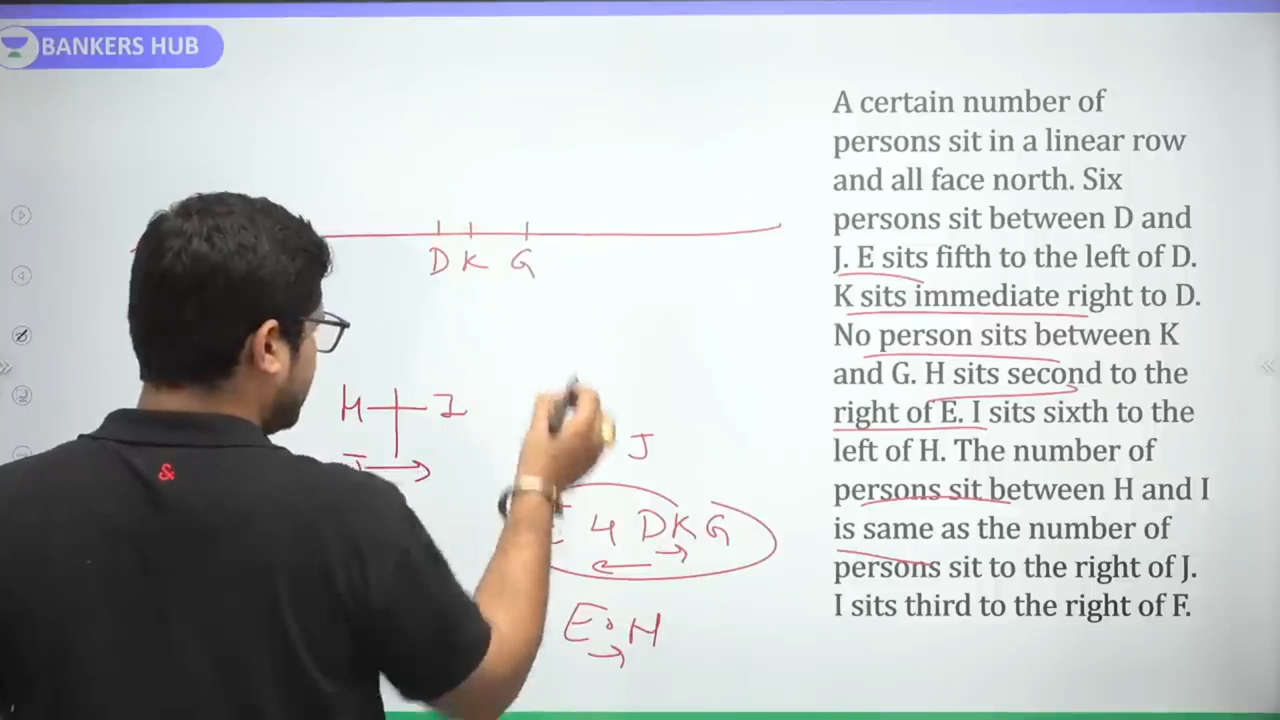 BANKERS HUB
A certain number of
persons sit in a linear row
and all face north. Six
persons sit between D and
J. E sits fifth to the left of D.
K sits immediate right to D.
No person sits between K
and G. H sits second to the
right of E. I sits sixth to the
left of H. The number of
persons sit between H and I
is same as the number of
persons sit to the right of J.
I sits third to the right of F.
D K G
H I
J
4 D K G
E H
&